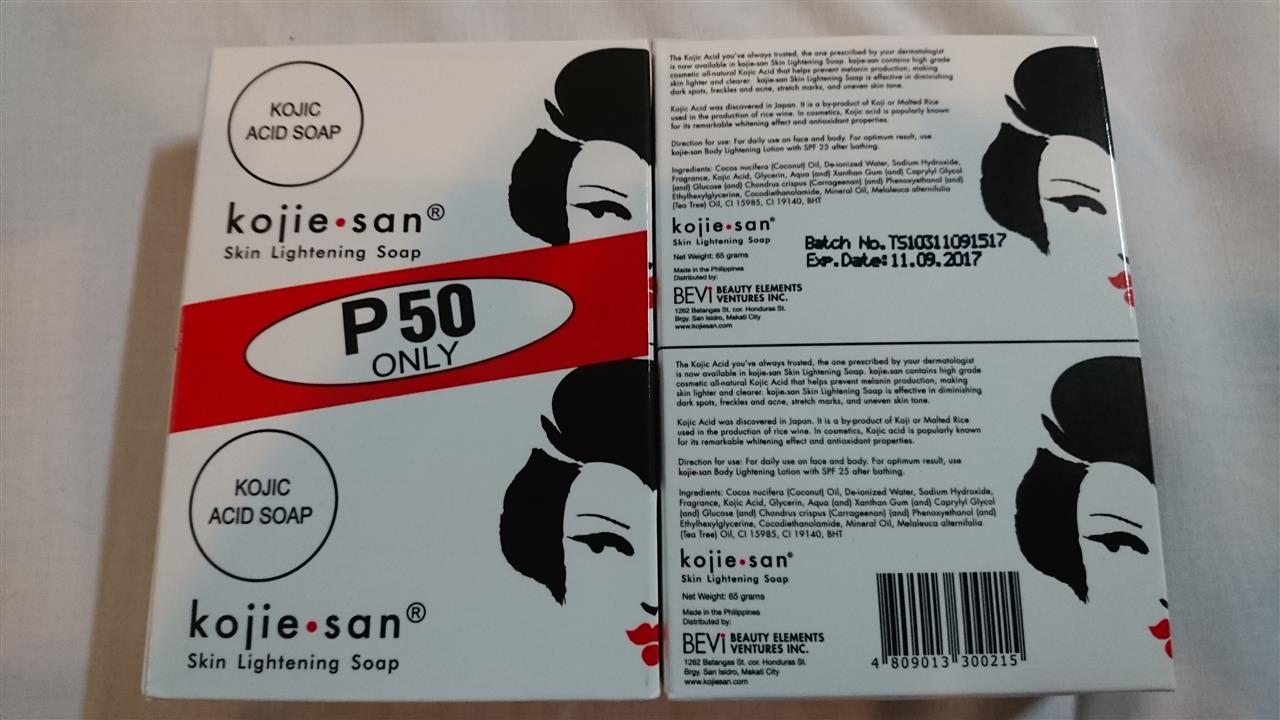 KOJIC
ACID SOAP
kojie•san®
Skin Lightening Soap
P50
ONLY
KOJIC
ACID SOAP
kojie•san®
Skin Lightening Soap
The Kojic Acid you've always trusted, the one prescribed by your dermatologist
is now available in kojie.san Skin Lightening Soap. kojie.san contains high grade
cosmetic all-natural Kojic Acid that helps prevent melanin production, making
skin lighter and clearer. kojie.san Skin Lightening Soap is effective in diminishing
dark spots, freckles and acne, stretch marks, and uneven skin tone.
Kojic Acid was discovered in Japan. It is a by-product of Koji or Malted Rice
used in the production of rice wine. In cosmetics, Kojic acid is popularly known
for its remarkable whitening effect and antioxidant properties.
Direction for use: For daily use on face and body. For optimum result, use
kojie•san Body Lightening Lotion with SPF 25 after bathing.
Ingredients: Cocos nucifera (Coconut) Oil, De-ionized Water, Sodium Hydroxide,
Fragrance, Kojic Acid, Glycerin, Aqua (and) Xanthan Gum (and) Caprylyl Glycol
(and) Glucose (and) Chondrus crispus (Carrageenan) (and) Phenoxyethanol (and)
Ethylhexylglycerine, Cocodiethanolamide, Mineral Oil, Melaleuca alternifolia
(Tea Tree) Oil, CI 15985, CI 19140, BHT
kojie•san®
Skin Lightening Soap
Batch No. TS10311091517
Exp. Date: 11.09.2017
Net Weight: 65 grams
Made in the Philippines
Distributed by:
BEVi BEAUTY ELEMENTS
VENTURES INC.
1262 Batangas St. cor. Honduras St.
Brgy. San Isidro, Makati City
www.kojiesan.com
The Kojic Acid you've always trusted, the one prescribed by your dermatologist
is now available in kojie.san Skin Lightening Soap. kojie.san contains high grade
cosmetic all-natural Kojic Acid that helps prevent melanin production, making
skin lighter and clearer. kojie.san Skin Lightening Soap is effective in diminishing
dark spots, freckles and acne, stretch marks, and uneven skin tone.
Kojic Acid was discovered in Japan. It is a by-product of Koji or Malted Rice
used in the production of rice wine. In cosmetics, Kojic acid is popularly known
for its remarkable whitening effect and antioxidant properties.
Direction for use: For daily use on face and body. For optimum result, use
kojie•san Body Lightening Lotion with SPF 25 after bathing.
Ingredients: Cocos nucifera (Coconut) Oil, De-ionized Water, Sodium Hydroxide,
Fragrance, Kojic Acid, Glycerin, Aqua (and) Xanthan Gum (and) Caprylyl Glycol
(and) Glucose (and) Chondrus crispus (Carrageenan) (and) Phenoxyethanol (and)
Ethylhexylglycerine, Cocodiethanolamide, Mineral Oil, Melaleuca alternifolia
(Tea Tree) Oil, CI 15985, CI 19140, BHT
kojie•san®
Skin Lightening Soap
Net Weight: 65 grams
Made in the Philippines
Distributed by:
BEVi BEAUTY ELEMENTS
VENTURES INC.
1262 Batangas St. cor. Honduras St.
Brgy. San Isidro, Makati City
www.kojiesan.com
4 809013 300215